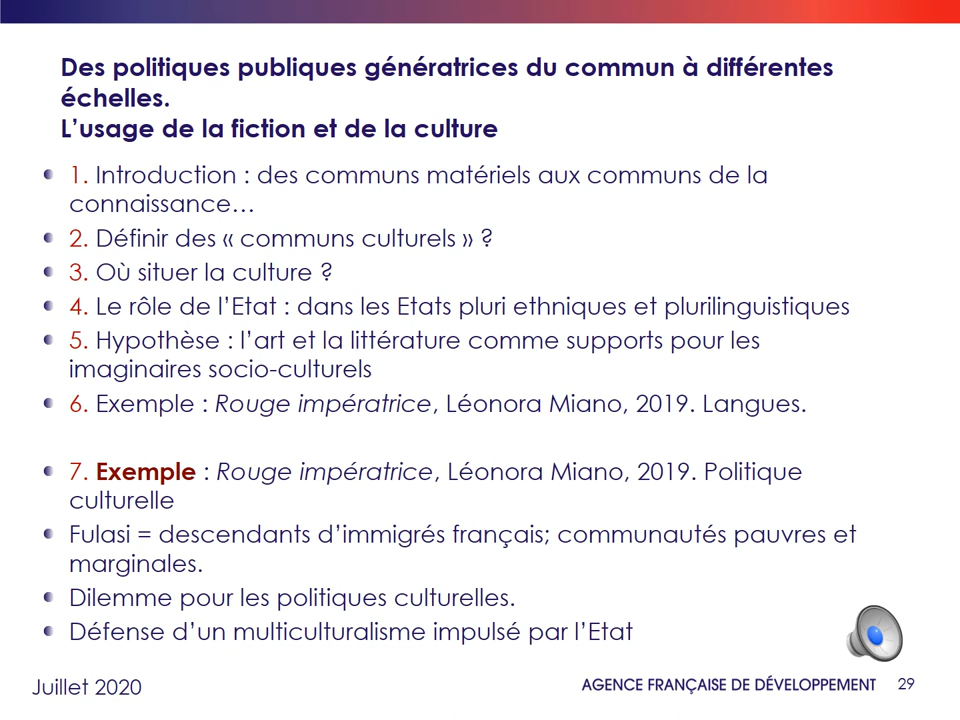 Des politiques publiques génératrices du commun à différentes
échelles.
L’usage de la fiction et de la culture
1. Introduction : des communs matériels aux communs de la
connaissance…
2. Définir des « communs culturels » ?
3. Où situer la culture ?
4. Le rôle de l’Etat : dans les Etats pluri ethniques et plurilinguistiques
5. Hypothèse : l’art et la littérature comme supports pour les
imaginaires socio-culturels
6. Exemple : Rouge impératrice, Léonora Miano, 2019. Langues.
7. Exemple : Rouge impératrice, Léonora Miano, 2019. Politique
culturelle
Fulasi = descendants d’immigrés français; communautés pauvres et
marginales.
Dilemme pour les politiques culturelles.
Défense d’un multiculturalisme impulsé par l’Etat
Juillet 2020
AGENCE FRANÇAISE DE DÉVELOPPEMENT 29